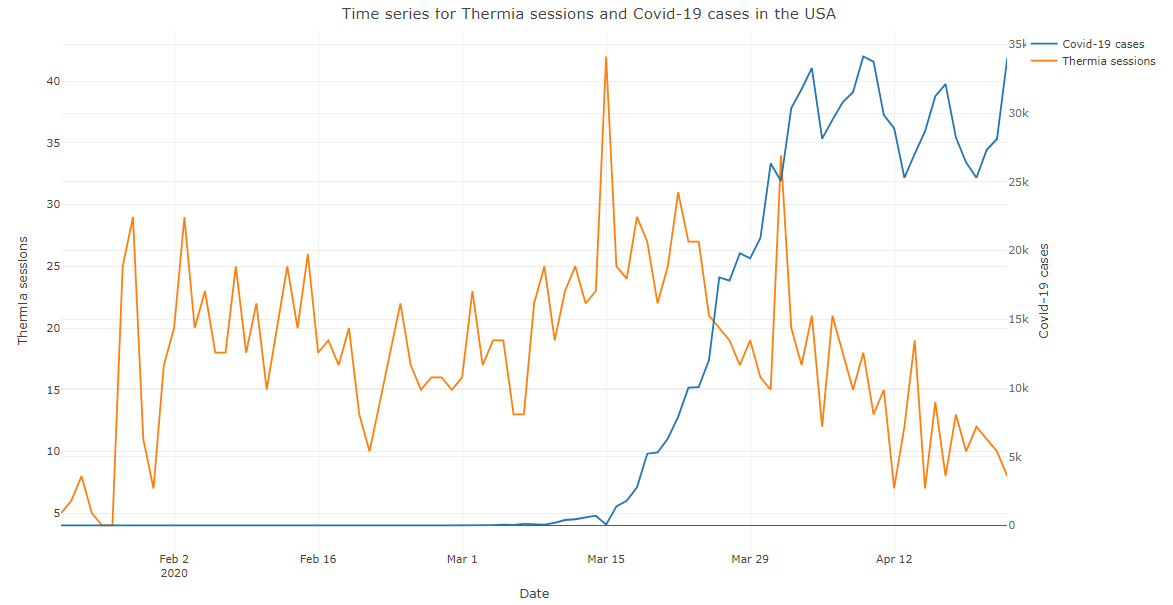 Time series for Thermia sessions and Covid-19 cases in the USA
Covid-19 cases
Thermia sessions
40
35
30
25
20
15
10
5
35k
30k
25k
20k
15k
10k
5k
0
Thermia sessions
Covid-19 cases
Feb 2
2020
Feb 16
Mar 1
Mar 15
Mar 29
Apr 12
Date